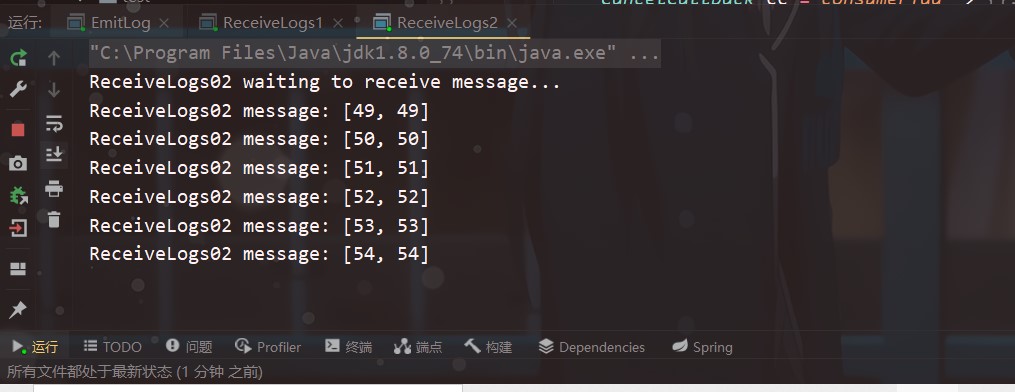 运行: EmitLog ReceiveLogs1 ReceiveLogs2
"C:\Program Files\Java\jdk1.8.0_74\bin\java.exe" ...
ReceiveLogs02 waiting to receive message...
ReceiveLogs02 message: [49, 49]
ReceiveLogs02 message: [50, 50]
ReceiveLogs02 message: [51, 51]
ReceiveLogs02 message: [52, 52]
ReceiveLogs02 message: [53, 53]
ReceiveLogs02 message: [54, 54]
运行 TODO 问题 Profiler 终端 端点 构建 Dependencies Spring
所有文件都处于最新状态 (1 分钟 之前)